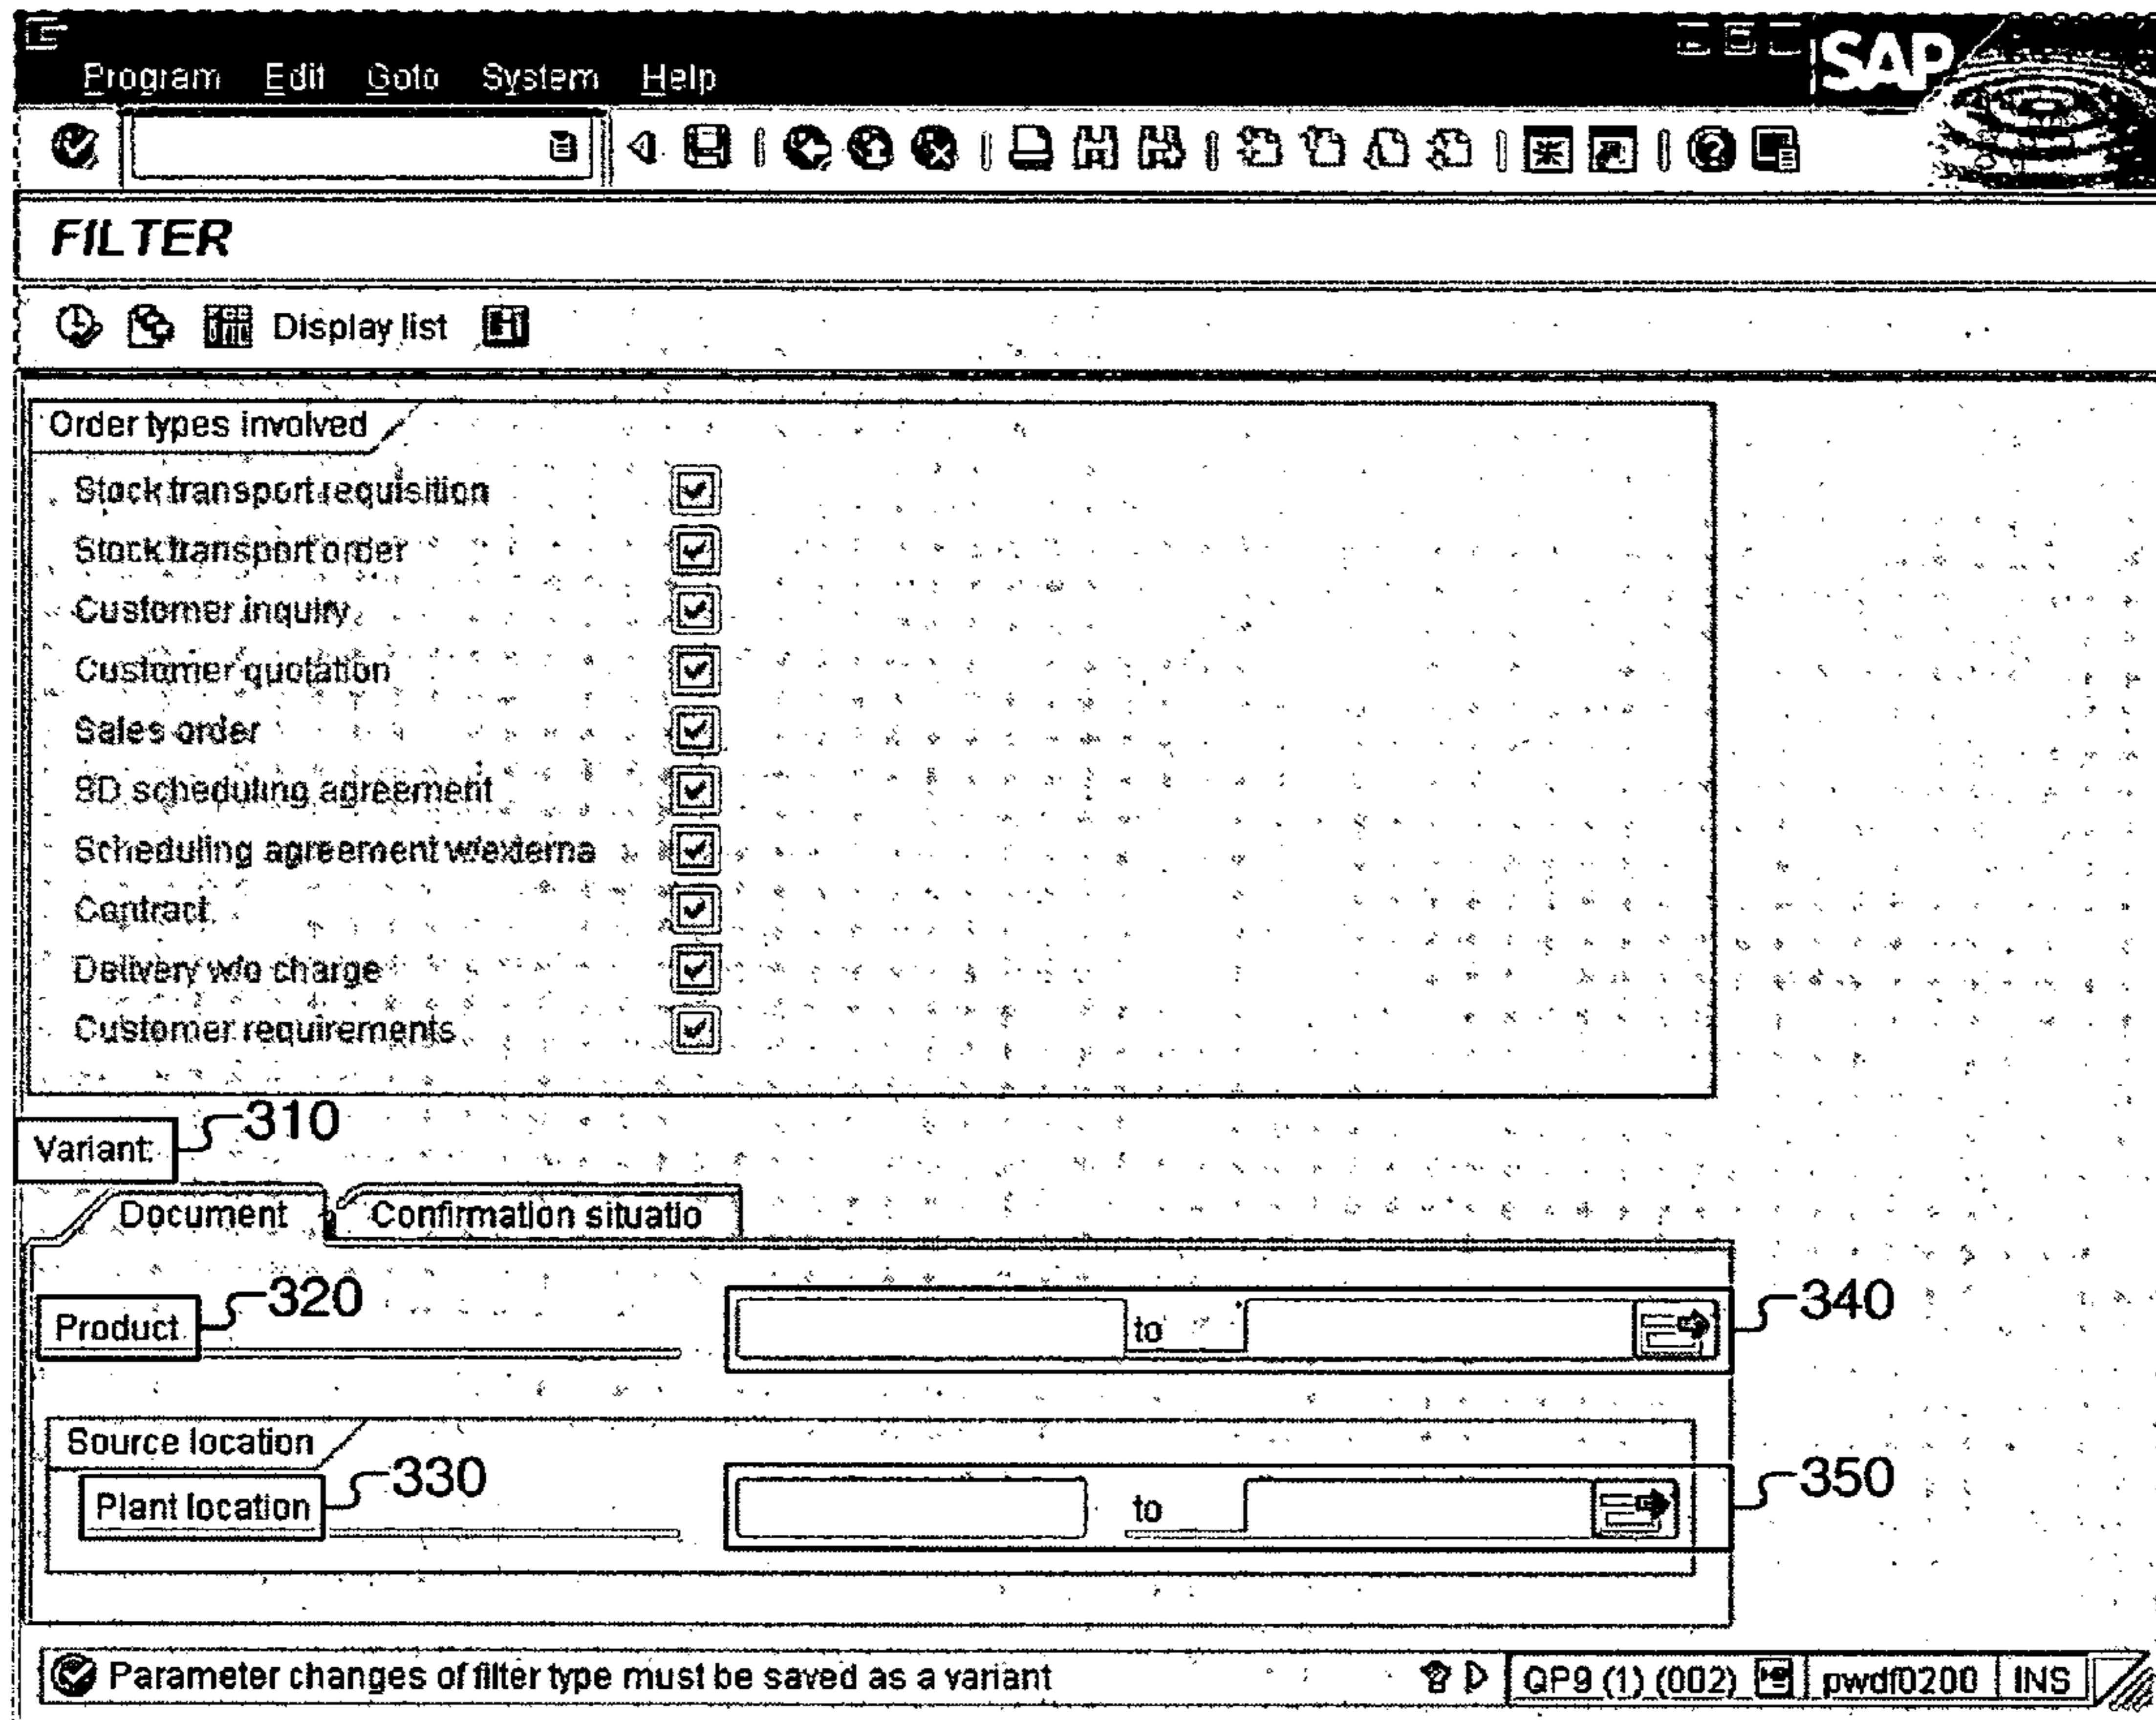 Program Edit Goto System Help SAP
FILTER
Display list
Order types involved
Stock transport requisition
Stock transport order
Customer inquiry
Customer quotation
Sales order
SD scheduling agreement
Scheduling agreement w/externa
Contract
Delivery w/o charge
Customer requirements
310
Variant:
Document Confirmation situatio
320 340
Product to
Source location
330 350
Plant location to
Parameter changes of filter type must be saved as a variant QP9 (1) (002) pwdf0200 INS